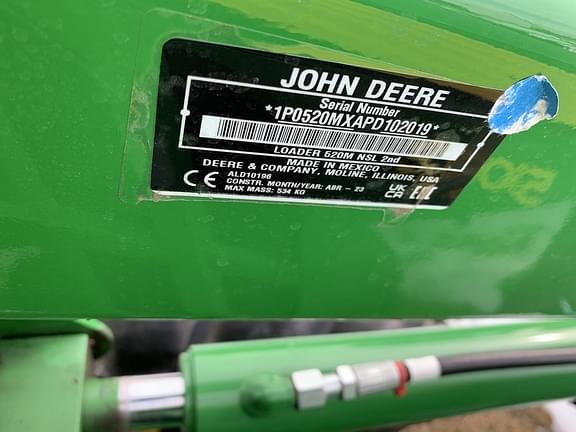 JOHN DEERE
Serial Number
*1P0520MXAPD102019*
LOADER 520M NSL 2nd
MADE IN MEXICO
DEERE & COMPANY, MOLINE, ILLINOIS, USA
CE ALD10196
CONSTR. MONTH/YEAR: ABR - 23
MAX MASS: 534 KG
UK
CA
EAC